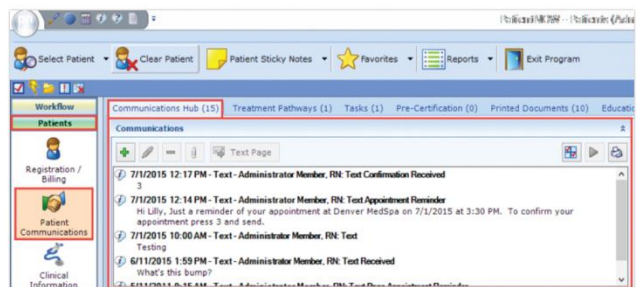 Select Patient
Clear Patient
Patient Sticky Notes
Favorites
Reports
Exit Program
Workflow
Patients
Registration /
Billing
Patient
Communications
Clinical
Information
Communications Hub (15) Treatment Pathways (1) Tasks (1) Pre-Certification (0) Printed Documents (10)
Communications
Text Page
7/1/2015 12:17 PM - Text - Administrator Member, RN: Text Confirmation Received
3
7/1/2015 12:14 PM - Text - Administrator Member, RN: Text Appointment Reminder
Hi Lilly, Just a reminder of your appointment at Denver MedSpa on 7/1/2015 at 3:30 PM. To confirm your
appointment press 3 and send.
7/1/2015 10:00 AM - Text - Administrator Member, RN: Text
Testing
6/11/2015 1:59 PM - Text - Administrator Member, RN: Text Received
What's this bump?